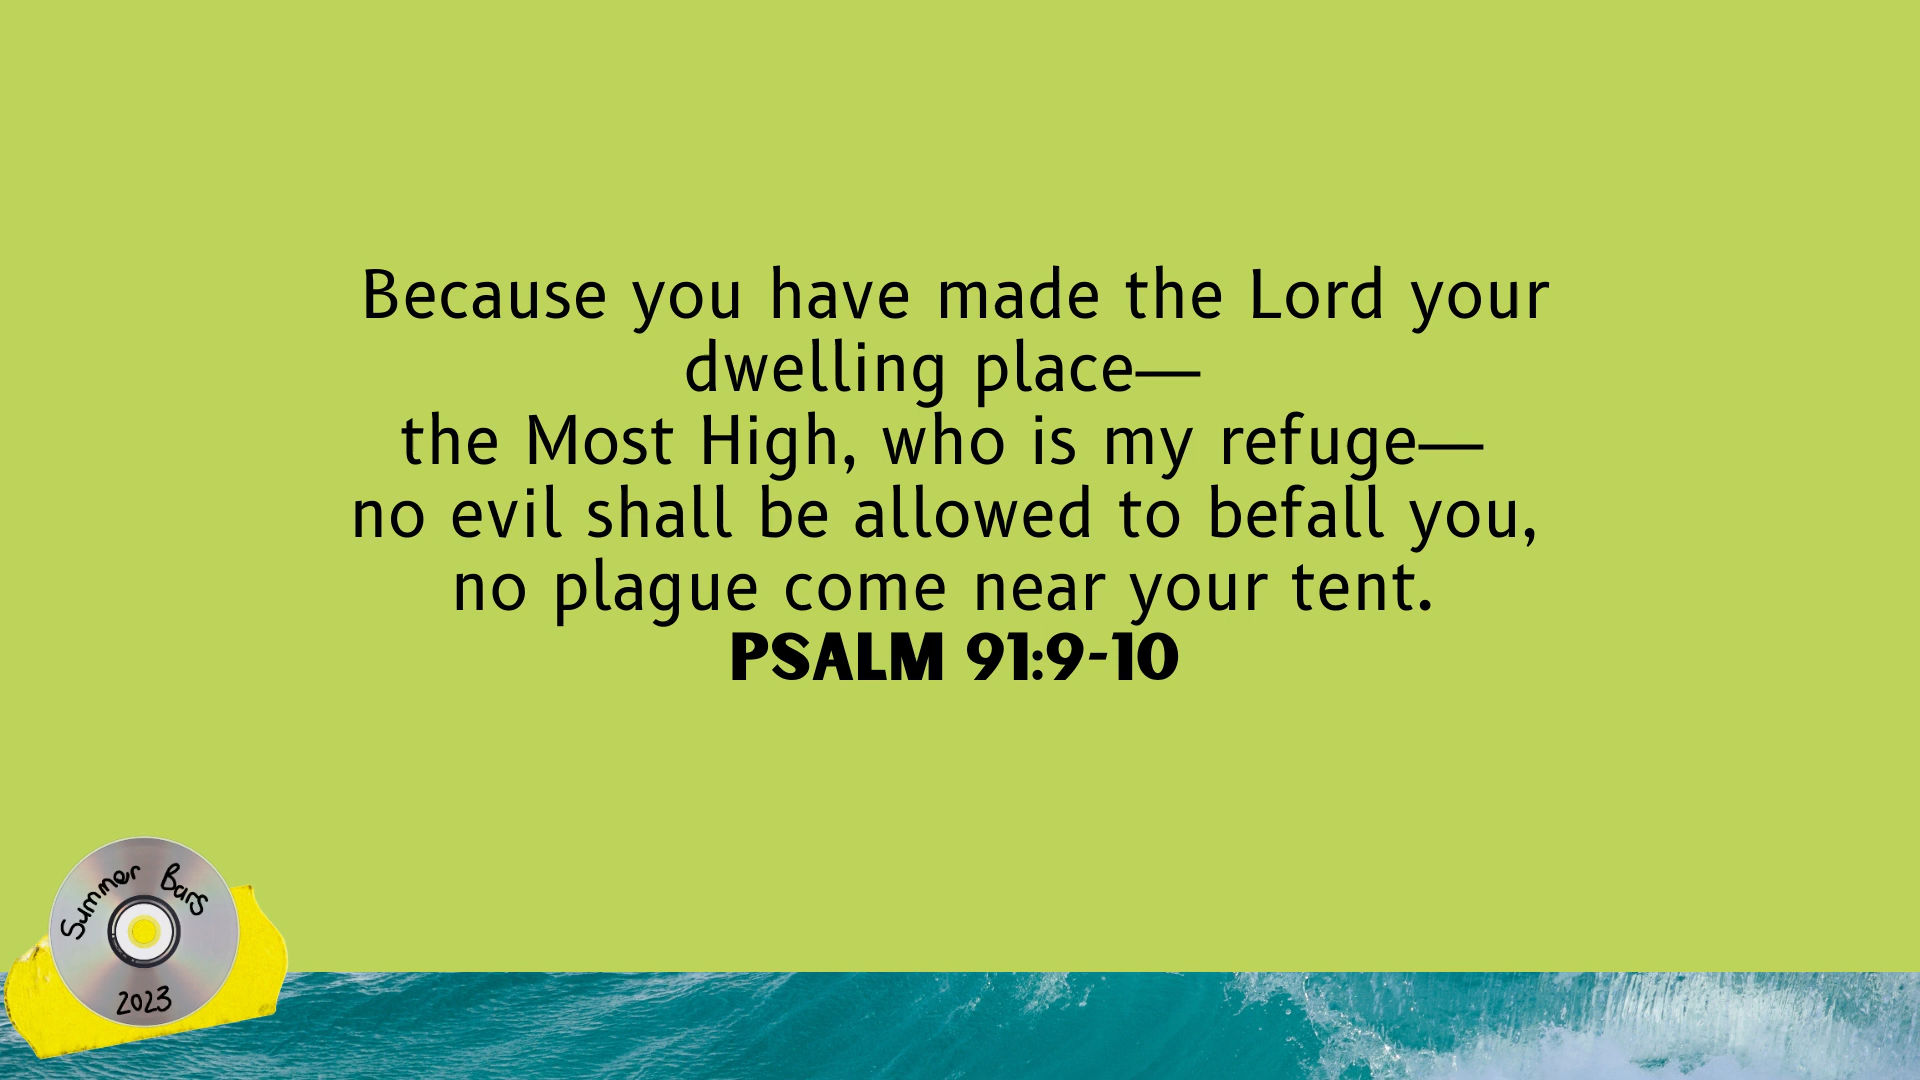 Because you have made the Lord your
dwelling place—
the Most High, who is my refuge—
no evil shall be allowed to befall you,
no plague come near your tent.
PSALM 91:9-10
Summer Bars
2023